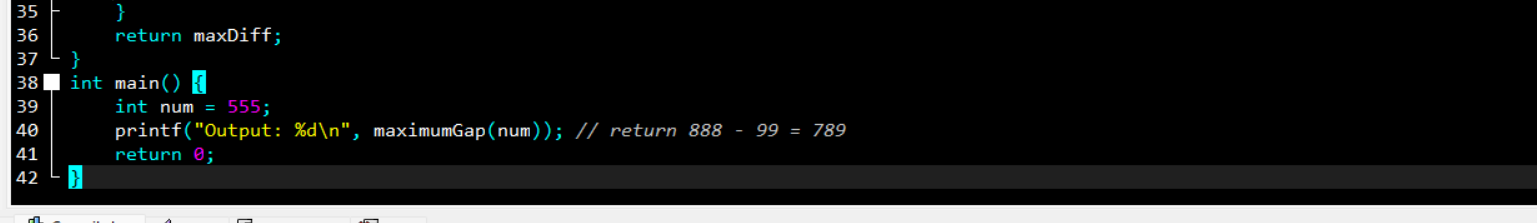 35     }
36     return maxDiff;
37 }
38 int main() {
39     int num = 555;
40     printf("Output: %d\n", maximumGap(num)); // return 888 - 99 = 789
41     return 0;
42 }